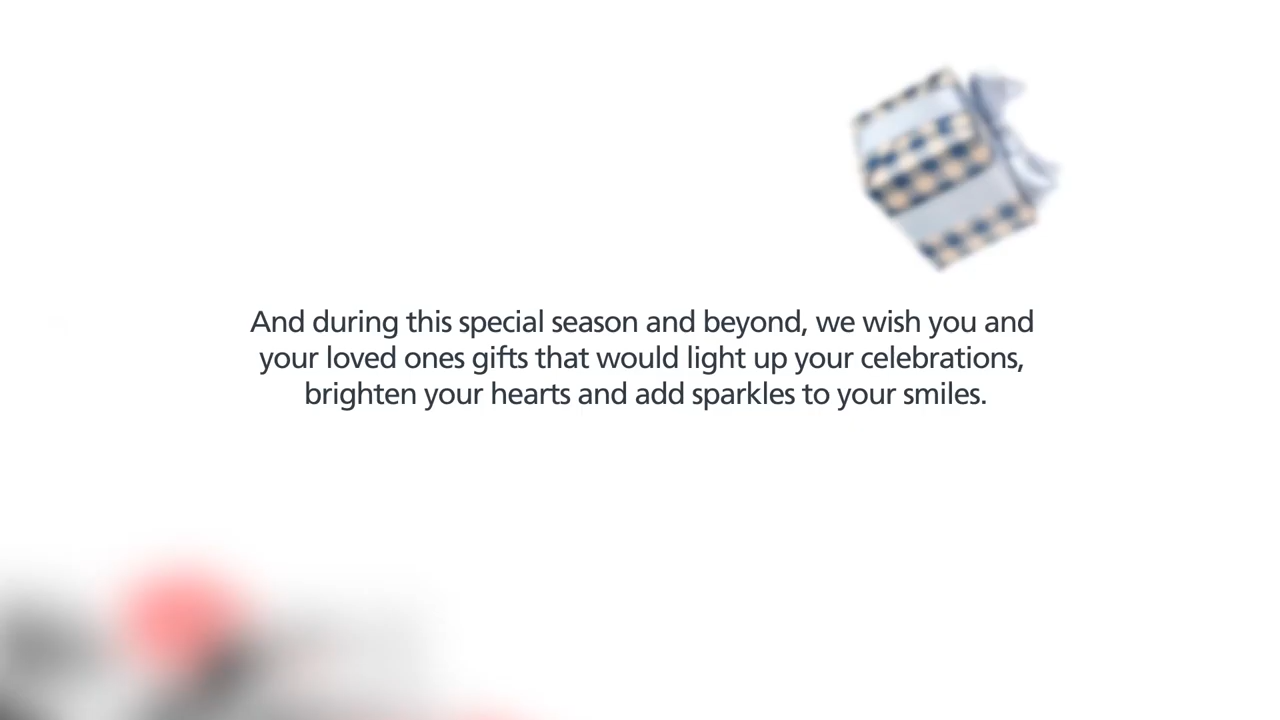 And during this special season and beyond, we wish you and
your loved ones gifts that would light up your celebrations,
brighten your hearts and add sparkles to your smiles.